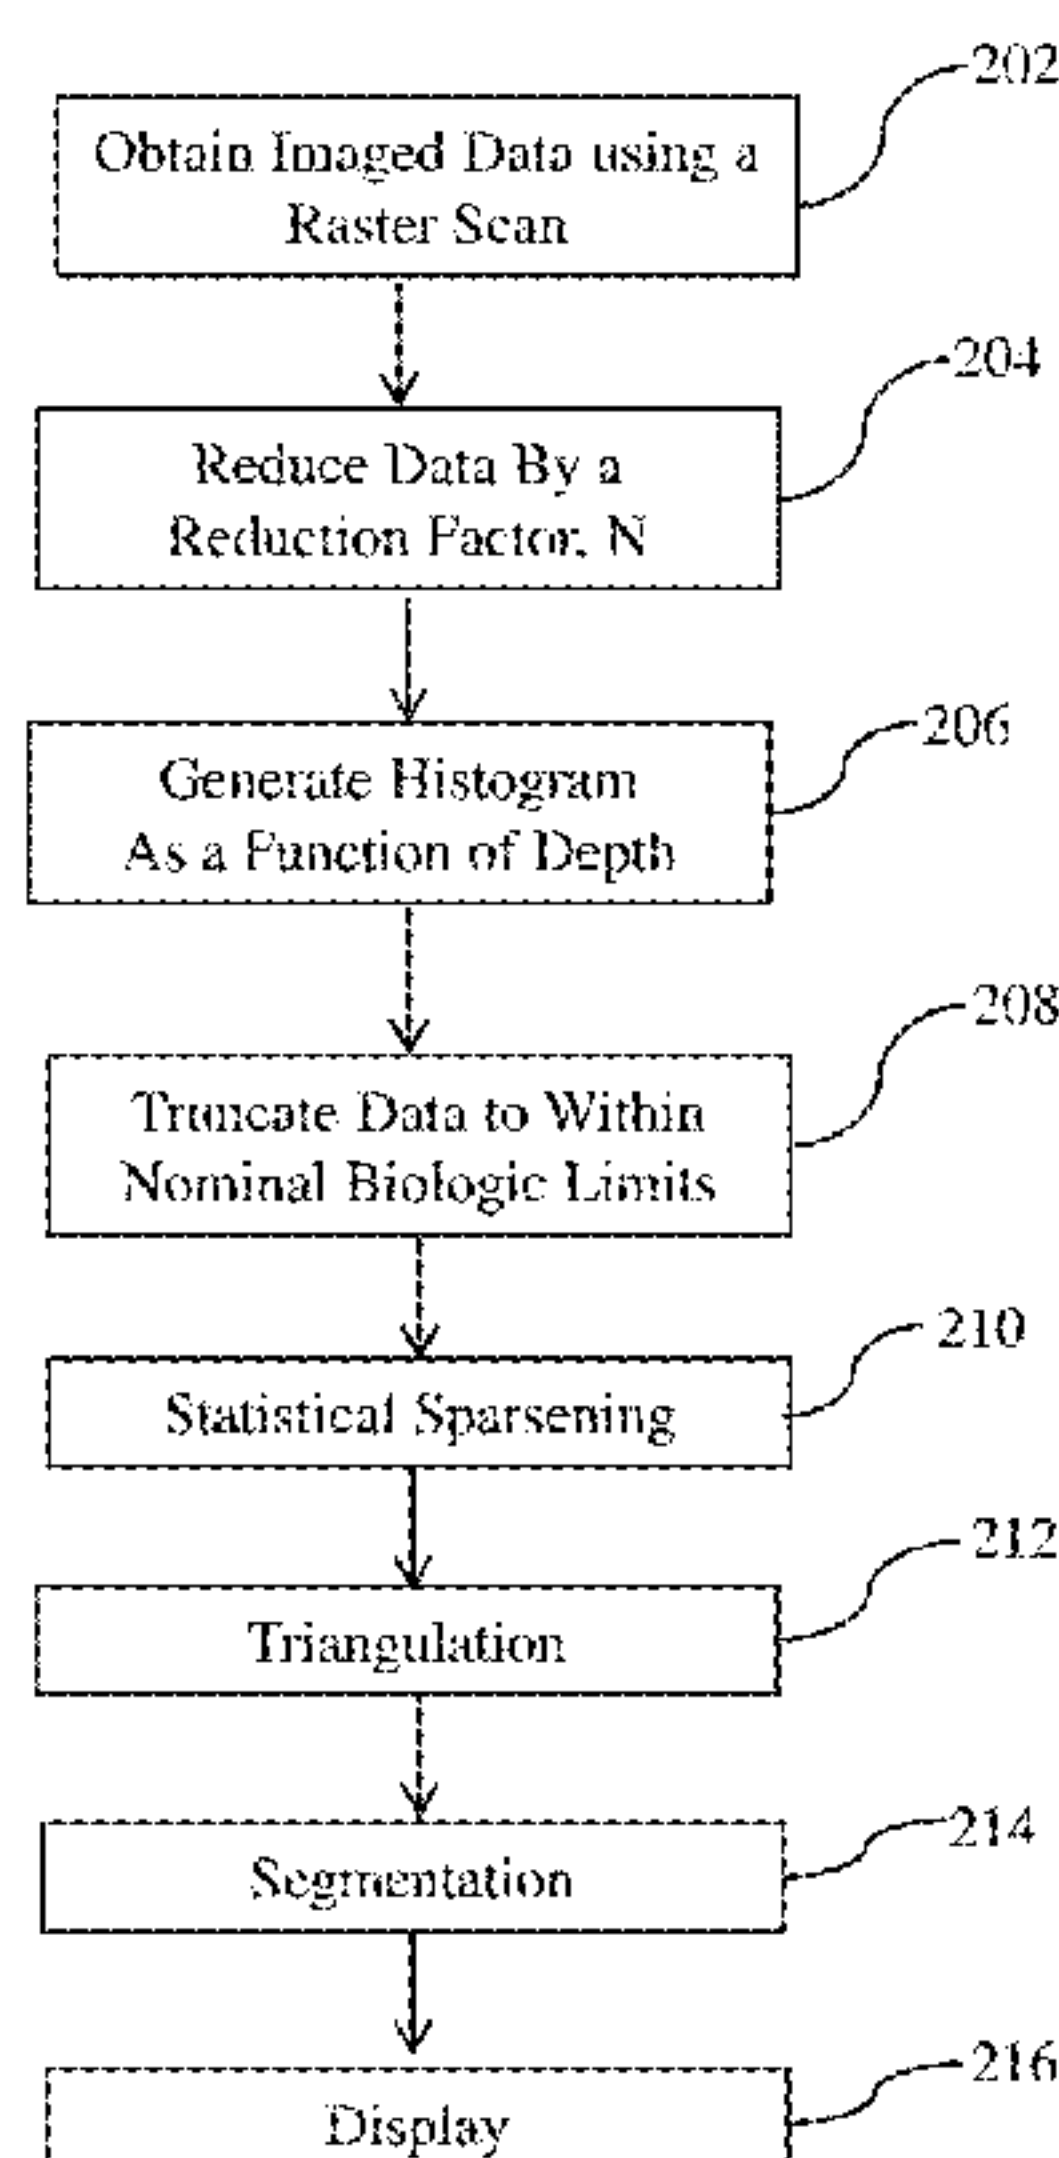 202
Obtain Imaged Data using a
Raster Scan
204
Reduce Data By a
Reduction Factor, N
206
Generate Histogram
As a Function of Depth
208
Truncate Data to Within
Nominal Biologic Limits
210
Statistical Sparsening
212
Triangulation
214
Segmentation
216
Display